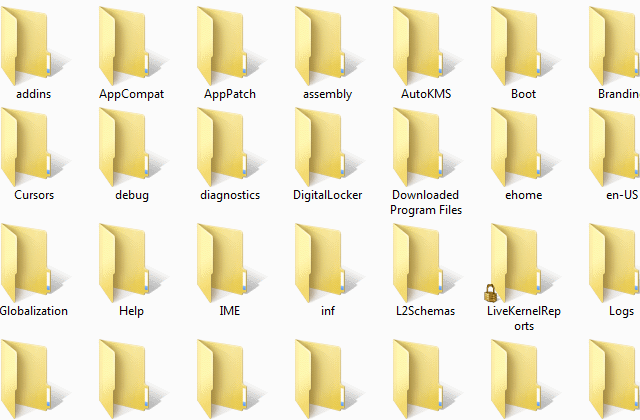 addins
AppCompat
AppPatch
assembly
AutoKMS
Boot
Brandin
Cursors
debug
diagnostics
DigitalLocker
Downloaded
Program Files
ehome
en-US
Globalization
Help
IME
inf
L2Schemas
LiveKernelRep
orts
Logs